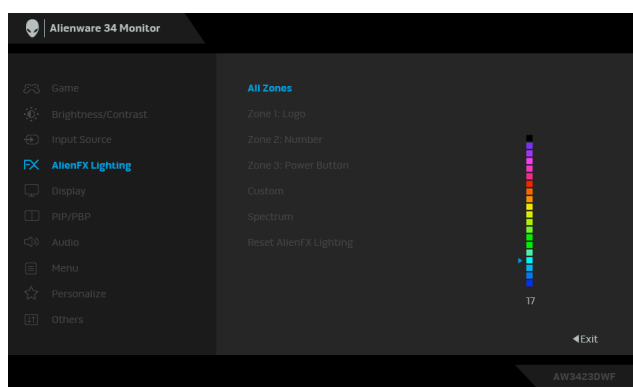 Alienware 34 Monitor
Game
Brightness/Contrast
Input Source
FX AlienFX Lighting
Display
PIP/PBP
Audio
Menu
Personalize
Others
All Zones
Zone 1: Logo
Zone 2: Number
Zone 3: Power Button
Custom
Spectrum
Reset AlienFX Lighting
17
Exit
AW3423DWF